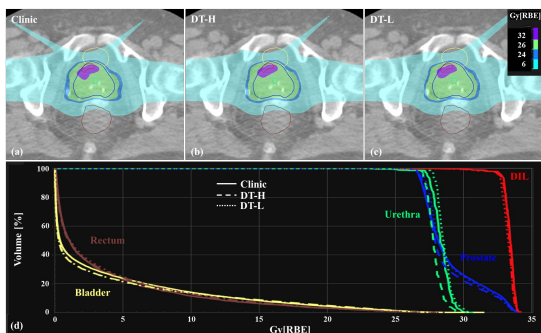 Clinic
DT-H
DT-L
Gy[RBE]
32
26
24
6
(a)
(b)
(c)
100
80
60
40
20
0
Volume [%]
Clinic
DT-H
DT-L
DIL
Urethra
Prostate
Rectum
Bladder
(d)
0
5
10
15
20
25
30
35
Gy[RBE]